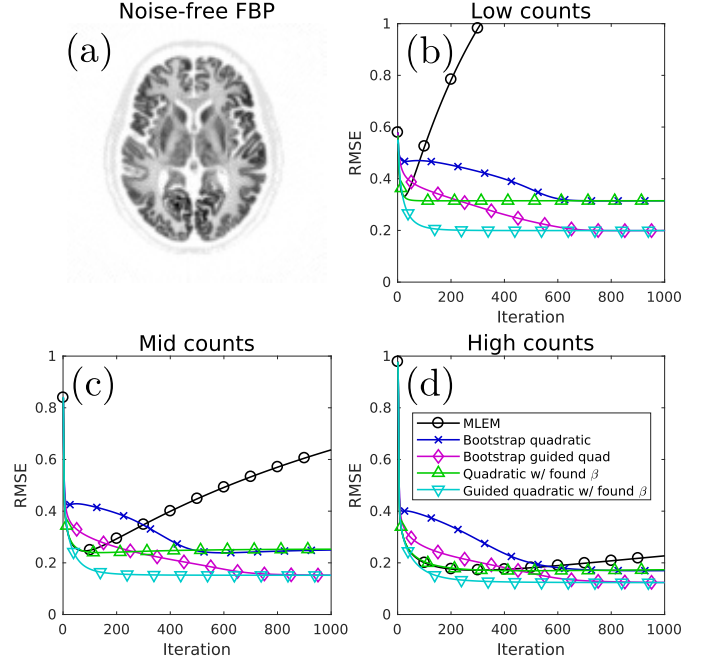 Noise-free FBP
(a)
Low counts
(b)
RMSE
1
0.8
0.6
0.4
0.2
0
0 200 400 600 800 1000
Iteration
Mid counts
(c)
RMSE
1
0.8
0.6
0.4
0.2
0
0 200 400 600 800 1000
Iteration
High counts
(d)
RMSE
1
0.8
0.6
0.4
0.2
0
MLEM
Bootstrap quadratic
Bootstrap guided quad
Quadratic w/ found β
Guided quadratic w/ found β
0 200 400 600 800 1000
Iteration